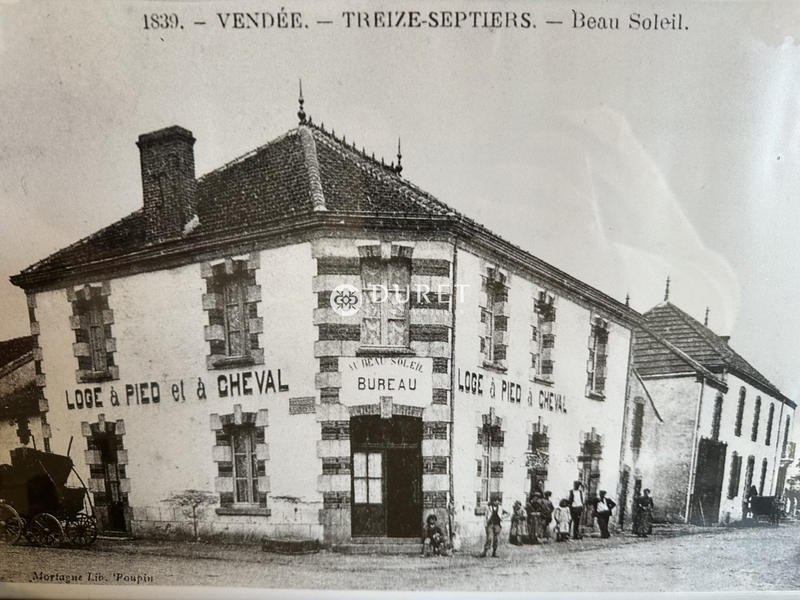 1839. – VENDÉE. – TREIZE-SEPTIERS. – Beau Soleil.
DURET
AU BEAU SOLEIL
BUREAU
LOGE à PIED et à CHEVAL
LOGE à PIED à CHEVAL
Mortagne Lib. Poupin